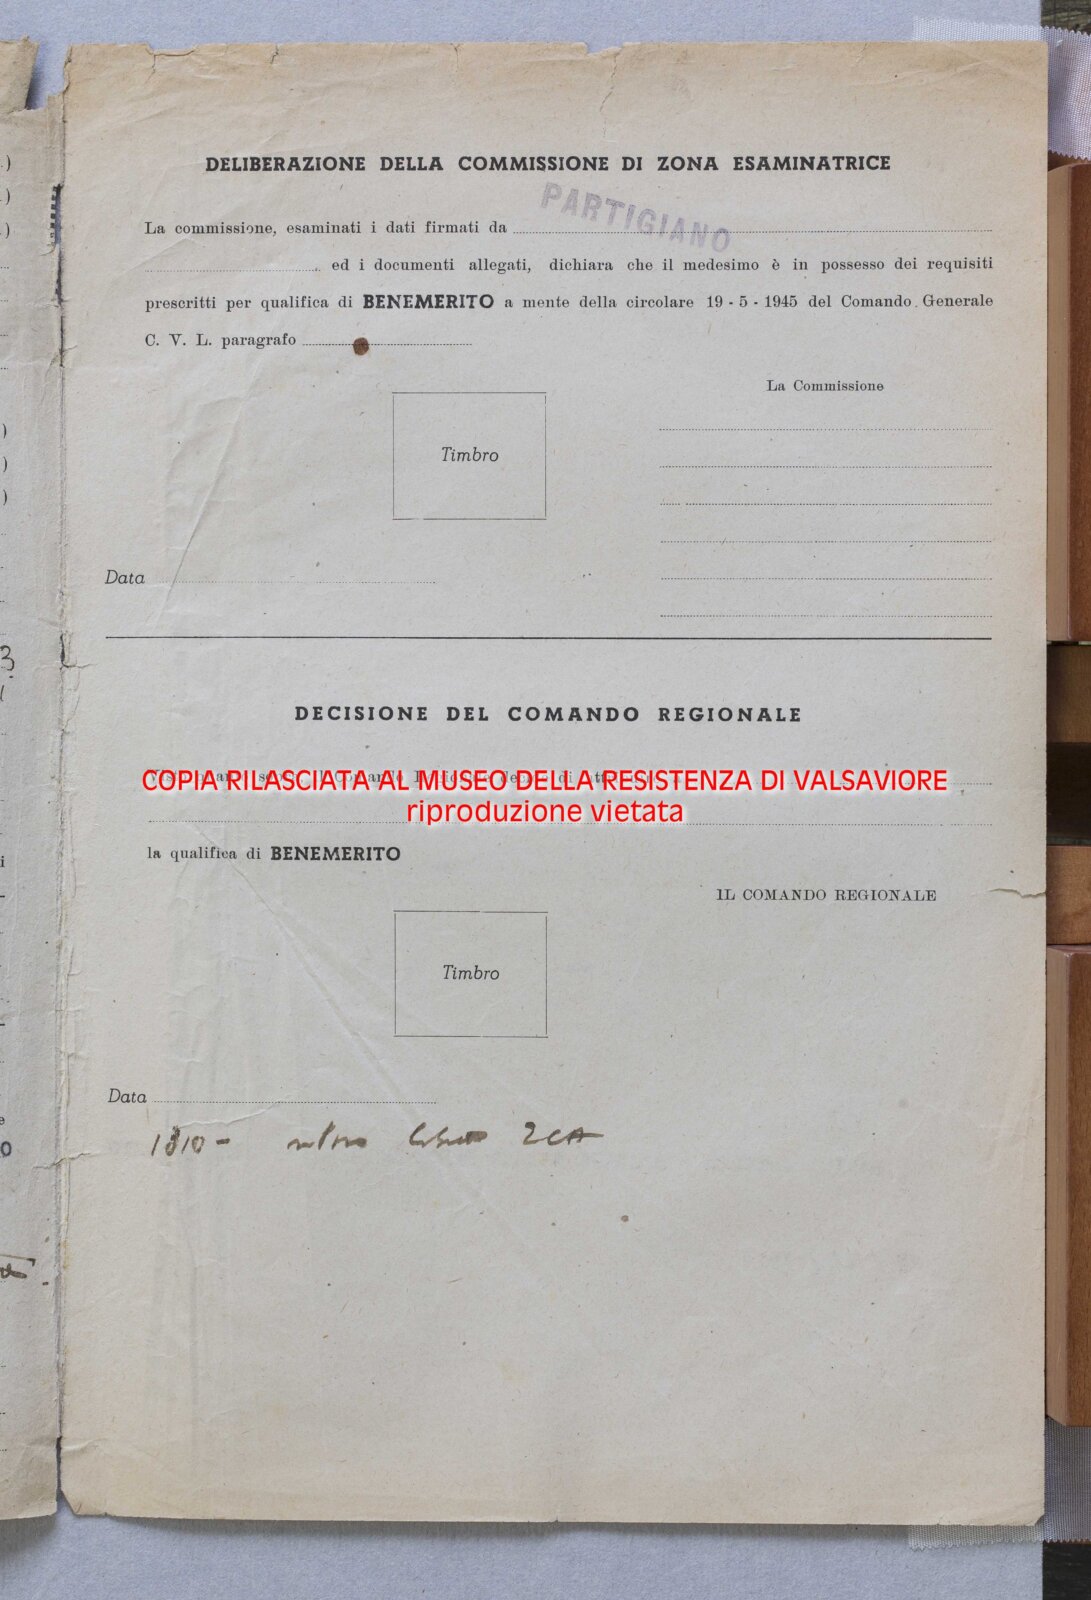 DELIBERAZIONE DELLA COMMISSIONE DI ZONA ESAMINATRICE
PARTIGIANO
La commissione, esaminati i dati firmati da
ed i documenti allegati, dichiara che il medesimo è in possesso dei requisiti
prescritti per qualifica di BENEMERITO a mente della circolare 19 - 5 - 1945 del Comando Generale
C. V. L. paragrafo
La Commissione
Timbro
Data
DECISIONE DEL COMANDO REGIONALE
COPIA RILASCIATA AL MUSEO DELLA RESISTENZA DI VALSAVIORE
riproduzione vietata
la qualifica di BENEMERITO
IL COMANDO REGIONALE
Timbro
Data